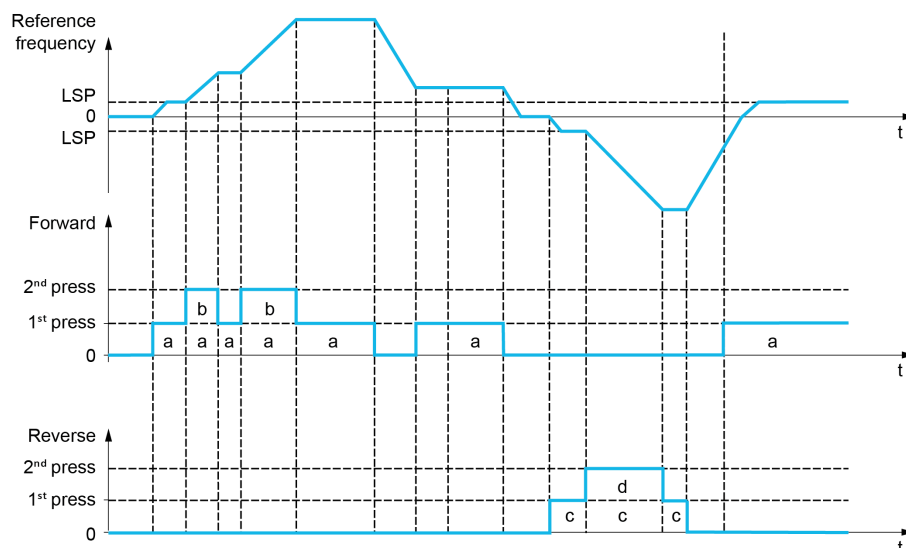 Reference
frequency
LSP
0
LSP
t
Forward
2nd press
b b
1st press
a a a a a a a
0
t
Reverse
2nd press
d
1st press
c c c
0
t